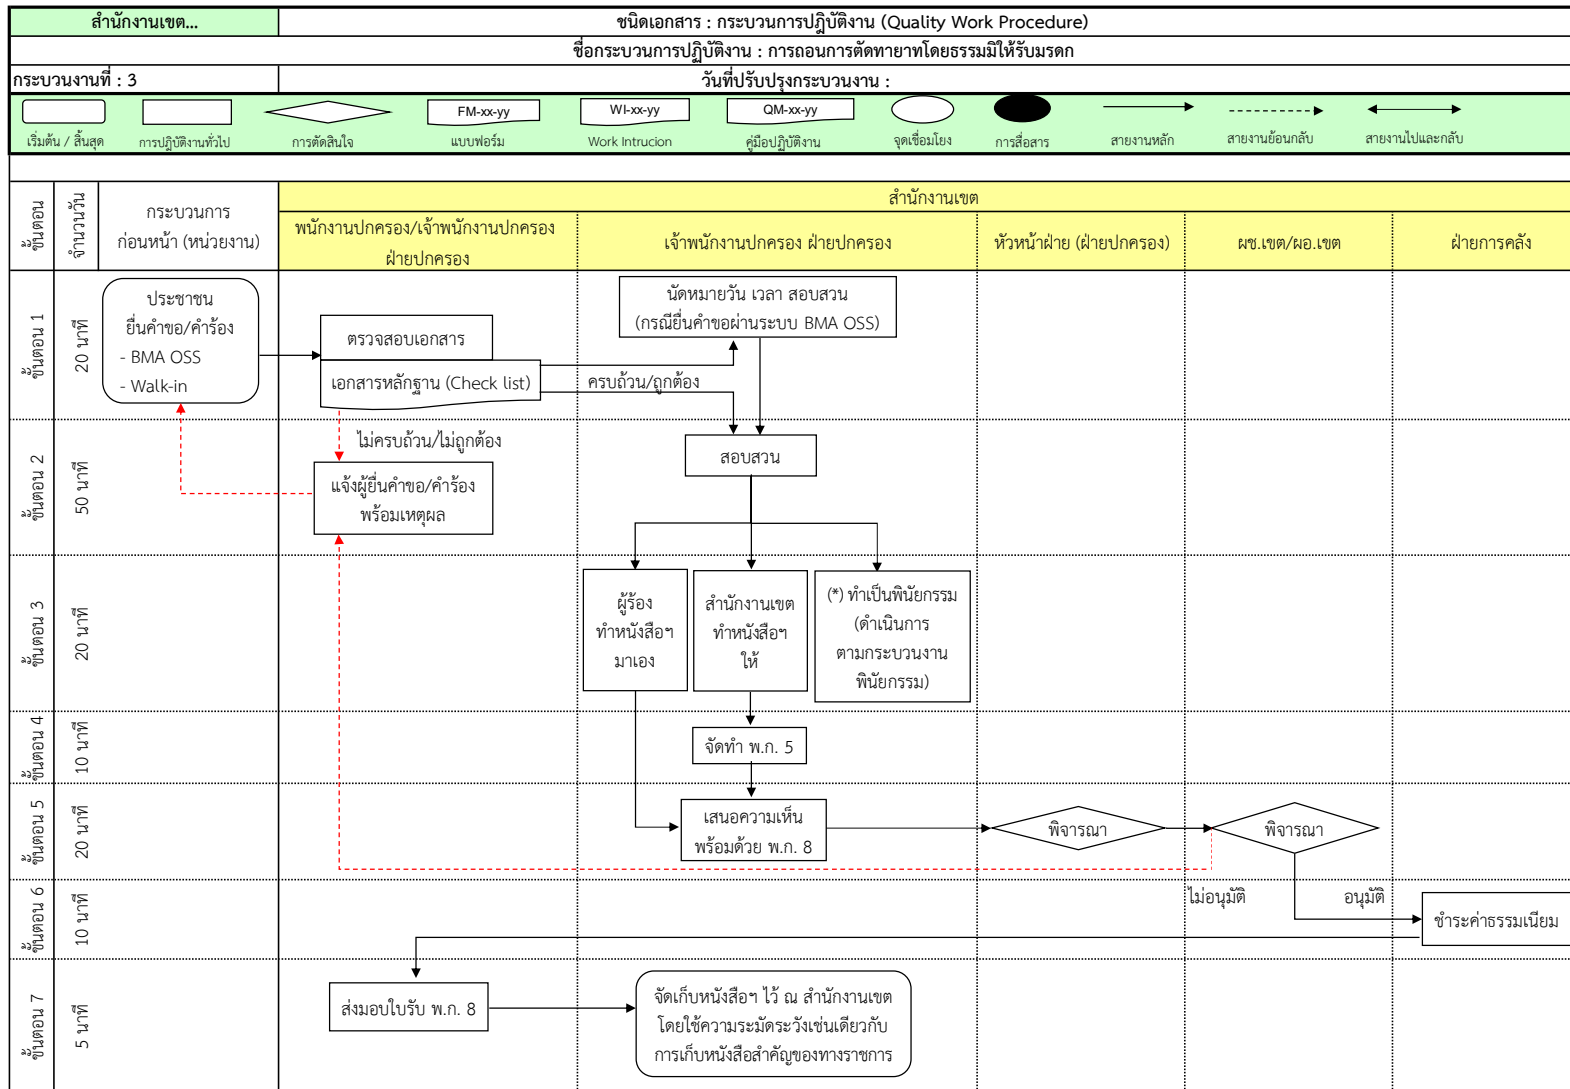 สำนักงานเขต...
ชนิดเอกสาร : กระบวนการปฏิบัติงาน (Quality Work Procedure)
ชื่อกระบวนการปฏิบัติงาน : การถอนการตัดทายาทโดยธรรมมิให้รับมรดก
กระบวนงานที่ : 3
วันที่ปรับปรุงกระบวนงาน :
FM-xx-yy
WI-xx-yy
QM-xx-yy
เริ่มต้น / สิ้นสุด
การปฏิบัติงานทั่วไป
การตัดสินใจ
แบบฟอร์ม
Work Intrucion
คู่มือปฏิบัติงาน
จุดเชื่อมโยง
การสื่อสาร
สายงานหลัก
สายงานย้อนกลับ
สายงานไปและกลับ
ขั้นตอน
จำนวนวัน
กระบวนการ
ก่อนหน้า (หน่วยงาน)
สำนักงานเขต
พนักงานปกครอง/เจ้าพนักงานปกครอง
ฝ่ายปกครอง
เจ้าพนักงานปกครอง ฝ่ายปกครอง
หัวหน้าฝ่าย (ฝ่ายปกครอง)
ผช.เขต/ผอ.เขต
ฝ่ายการคลัง
ขั้นตอน 1
20 นาที
ประชาชน
ยื่นคำขอ/คำร้อง
- BMA OSS
- Walk-in
ตรวจสอบเอกสาร
เอกสารหลักฐาน (Check list)
นัดหมายวัน เวลา สอบสวน
(กรณียื่นคำขอผ่านระบบ BMA OSS)
ครบถ้วน/ถูกต้อง
ขั้นตอน 2
50 นาที
ไม่ครบถ้วน/ไม่ถูกต้อง
แจ้งผู้ยื่นคำขอ/คำร้อง
พร้อมเหตุผล
สอบสวน
ขั้นตอน 3
20 นาที
ผู้ร้อง
ทำหนังสือฯ
มาเอง
สำนักงานเขต
ทำหนังสือฯ
ให้
(*) ทำเป็นพินัยกรรม
(ดำเนินการ
ตามกระบวนงาน
พินัยกรรม)
ขั้นตอน 4
10 นาที
จัดทำ พ.ก. 5
ขั้นตอน 5
20 นาที
เสนอความเห็น
พร้อมด้วย พ.ก. 8
พิจารณา
พิจารณา
ขั้นตอน 6
10 นาที
ไม่อนุมัติ
อนุมัติ
ชำระค่าธรรมเนียม
ขั้นตอน 7
5 นาที
ส่งมอบใบรับ พ.ก. 8
จัดเก็บหนังสือฯ ไว้ ณ สำนักงานเขต
โดยใช้ความระมัดระวังเช่นเดียวกับ
การเก็บหนังสือสำคัญของทางราชการ